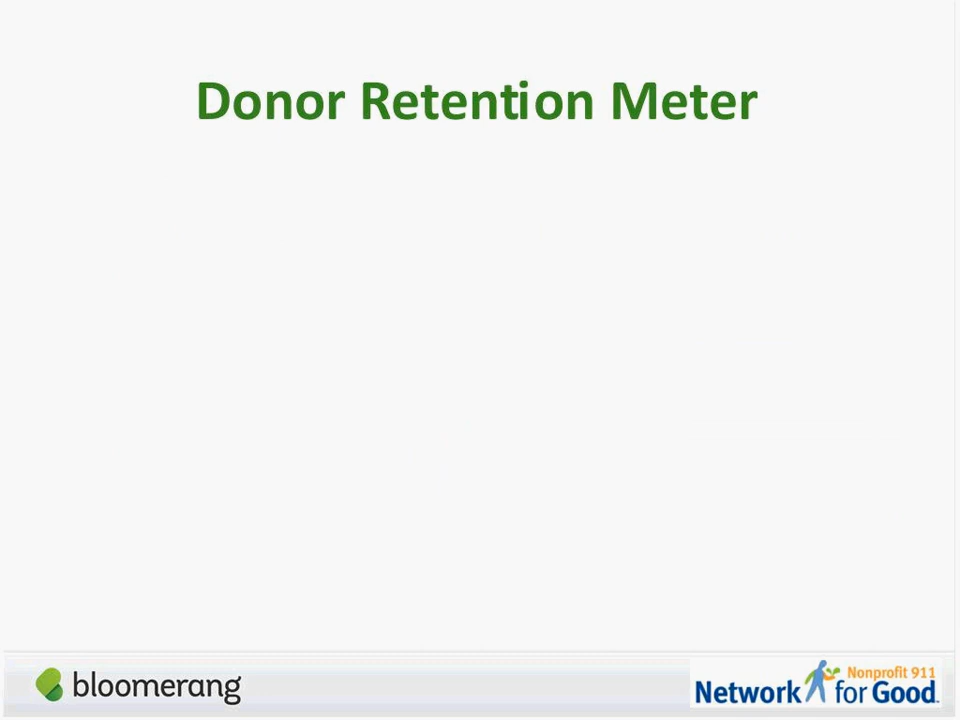 Donor Retention Meter
bloomerang
Nonprofit 911
Network for Good.